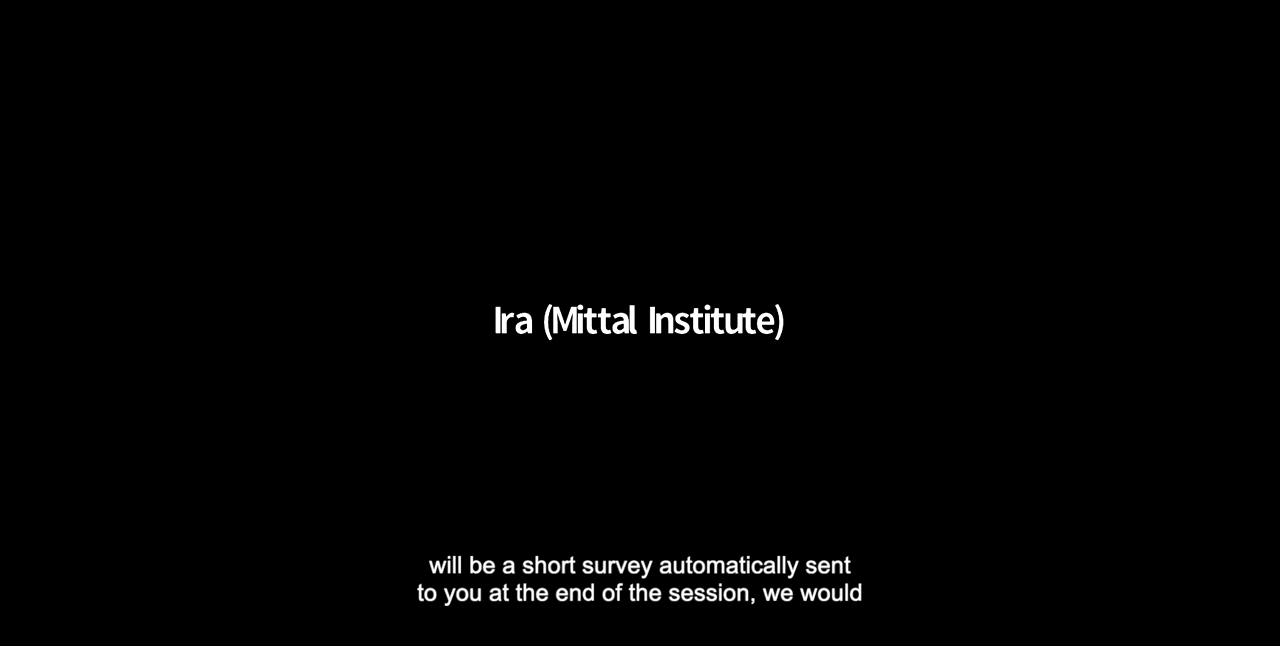 Ira (Mittal Institute)
will be a short survey automatically sent
to you at the end of the session, we would